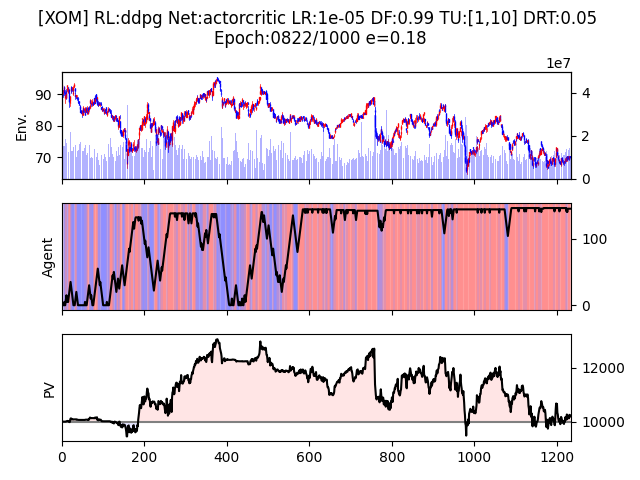 [XOM] RL:ddpg Net:actorcritic LR:1e-05 DF:0.99 TU:[1,10] DRT:0.05
Epoch:0822/1000 e=0.18
1e7
Env.
90
80
70
4
2
0
Agent
100
0
PV
12000
10000
0
200
400
600
800
1000
1200